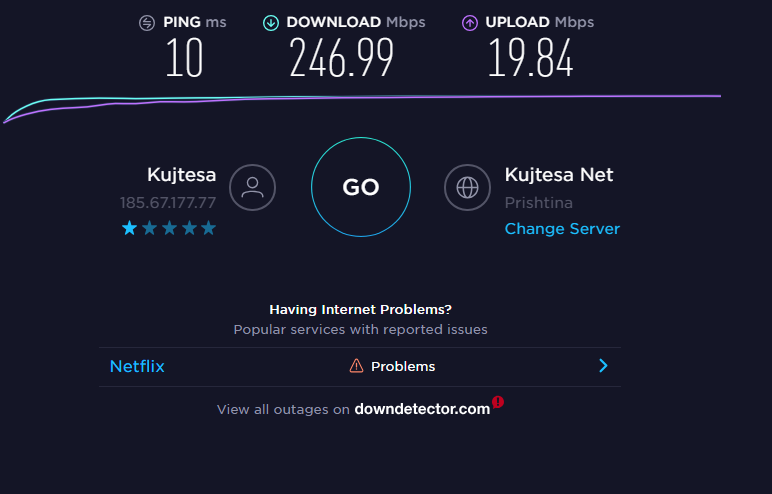 PING ms DOWNLOAD Mbps UPLOAD Mbps
10 246.99 19.84
Kujtesa GO Kujtesa Net
185.67.177.77 Prishtina
Change Server
Having Internet Problems?
Popular services with reported issues
Netflix Problems
View all outages on downdetector.com